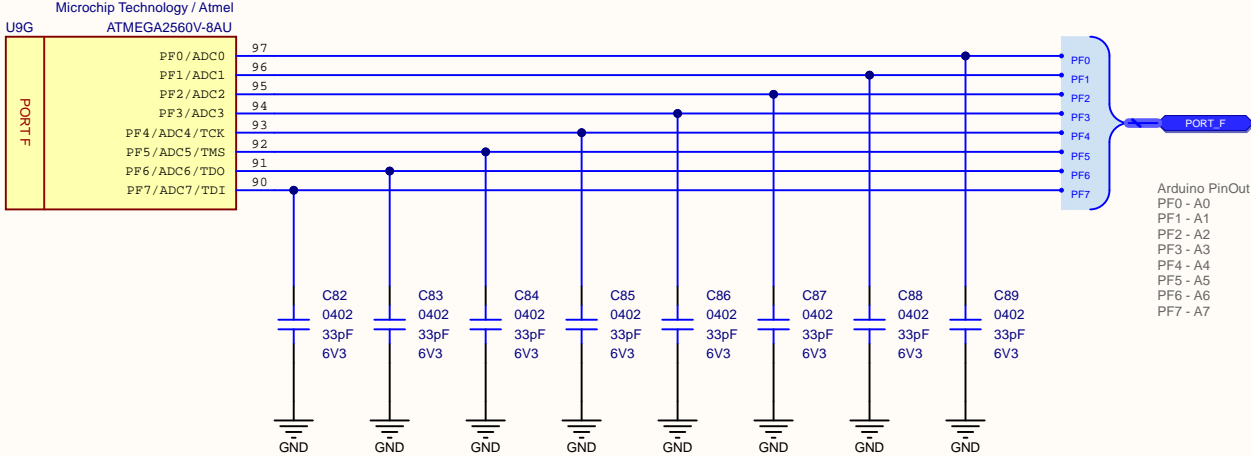 Microchip Technology / Atmel
U9G
ATMEGA2560V-8AU
PORT F
PF0/ADC0
97
PF1/ADC1
96
PF2/ADC2
95
PF3/ADC3
94
PF4/ADC4/TCK
93
PF5/ADC5/TMS
92
PF6/ADC6/TDO
91
PF7/ADC7/TDI
90
PF0
PF1
PF2
PF3
PF4
PF5
PF6
PF7
PORT_F
Arduino PinOut
PF0 - A0
PF1 - A1
PF2 - A2
PF3 - A3
PF4 - A4
PF5 - A5
PF6 - A6
PF7 - A7
C82
0402
33pF
6V3
C83
0402
33pF
6V3
C84
0402
33pF
6V3
C85
0402
33pF
6V3
C86
0402
33pF
6V3
C87
0402
33pF
6V3
C88
0402
33pF
6V3
C89
0402
33pF
6V3
GND
GND
GND
GND
GND
GND
GND
GND